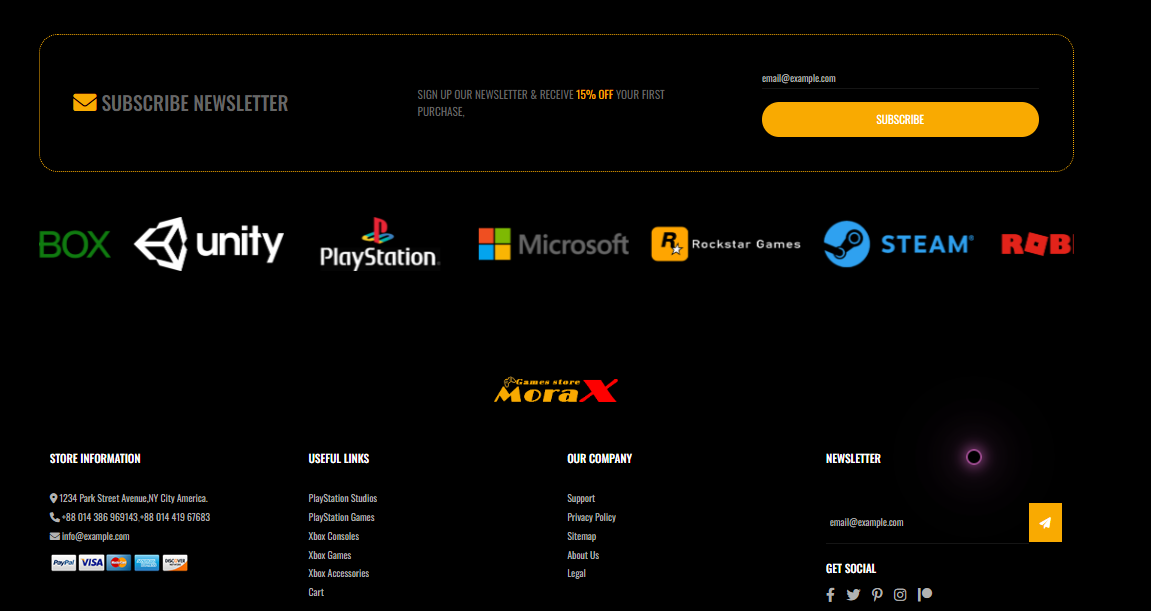 SUBSCRIBE NEWSLETTER
SIGN UP OUR NEWSLETTER & RECEIVE 15% OFF YOUR FIRST
PURCHASE,
email@example.com
SUBSCRIBE
BOX
unity
PlayStation
Microsoft
R
Rockstar Games
STEAM®
ROB
Games store
MoraX
STORE INFORMATION
1234 Park Street Avenue,NY City America.
+88 014 386 969143,+88 014 419 67683
info@example.com
PayPal VISA MasterCard AMERICAN EXPRESS DISCOVER
USEFUL LINKS
PlayStation Studios
PlayStation Games
Xbox Consoles
Xbox Games
Xbox Accessories
Cart
OUR COMPANY
Support
Privacy Policy
Sitemap
About Us
Legal
NEWSLETTER
email@example.com
GET SOCIAL